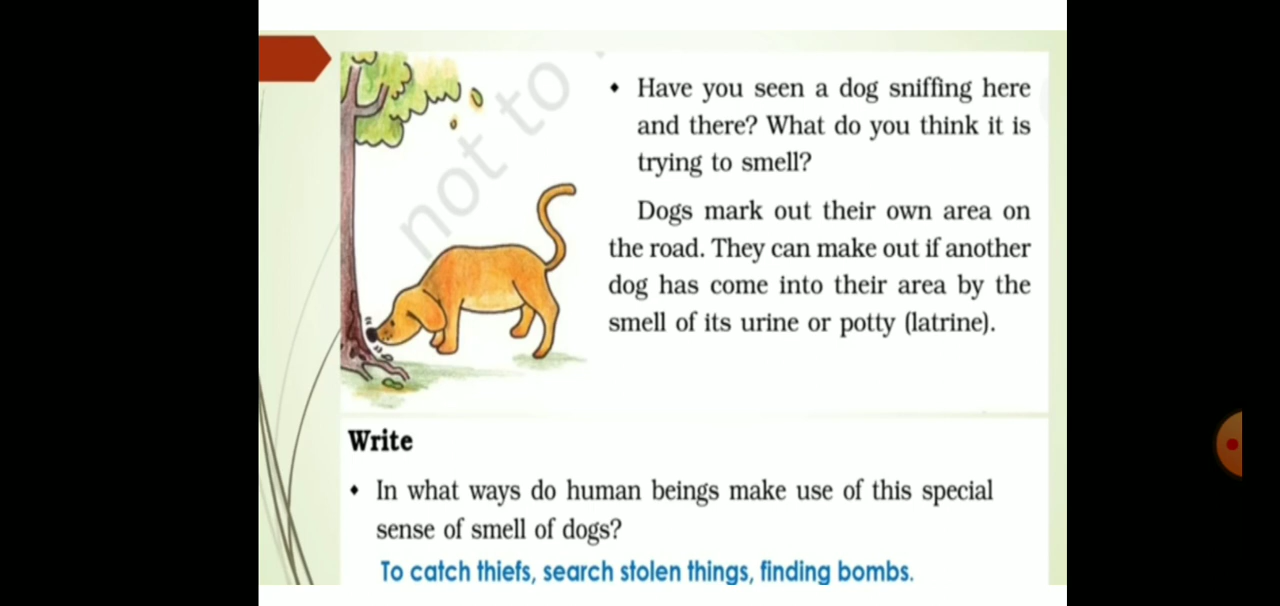 not to
• Have you seen a dog sniffing here
and there? What do you think it is
trying to smell?
Dogs mark out their own area on
the road. They can make out if another
dog has come into their area by the
smell of its urine or potty (latrine).
Write
• In what ways do human beings make use of this special
sense of smell of dogs?
To catch thiefs, search stolen things, finding bombs.